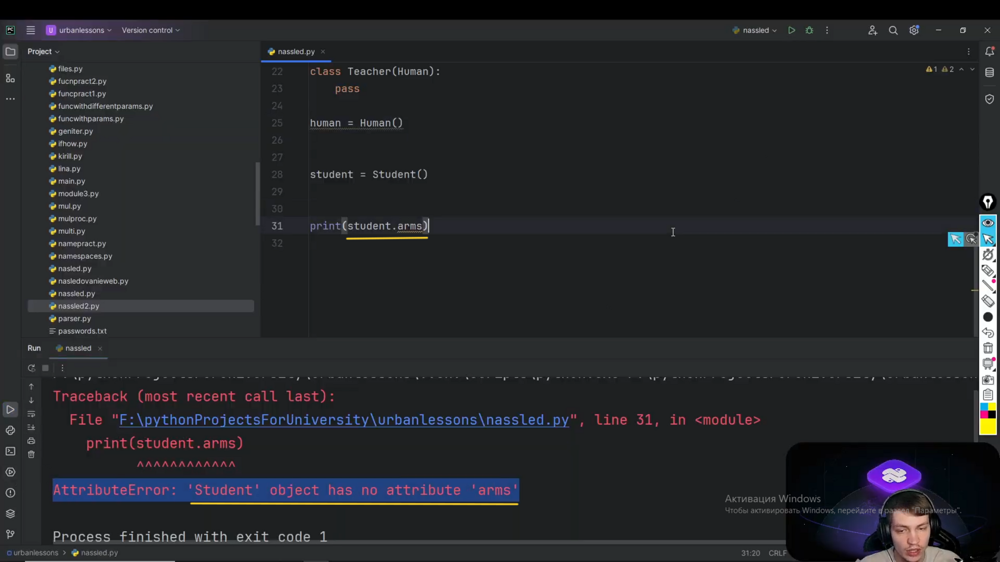 PC
U urbanlessons
Version control
nassled
Project
nassled.py
files.py
fucnpract2.py
funcpract1.py
funcwithdifferentparams.py
funcwithparams.py
geniter.py
ifhow.py
kirill.py
lina.py
main.py
module3.py
mul.py
mulproc.py
multi.py
namepract.py
namespaces.py
nasled.py
nasledovanieweb.py
nassled.py
nassled2.py
parser.py
passwords.txt
22 class Teacher(Human):
23 pass
24
25 human = Human()
26
27
28 student = Student()
29
30
31 print(student.arms)
32
1 2
Run nassled
Traceback (most recent call last):
File "F:\pythonProjectsForUniversity\urbanlessons\nassled.py", line 31, in <module>
print(student.arms)
^^^^^^^^^^^^
AttributeError: 'Student' object has no attribute 'arms'
Process finished with exit code 1
Активация Windows
Чтобы активировать Windows, перейдите в раздел "Параметры".
urbanlessons
nassled.py
31:20 CRLF